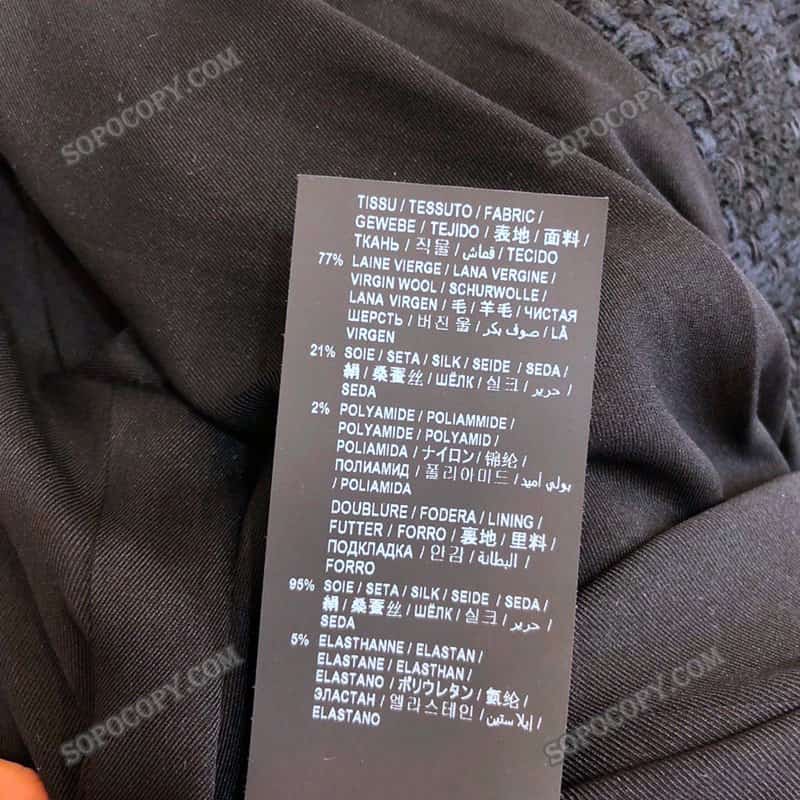 SOPOCOPY.COM
SOPOCOPY.COM
TISSU / TESSUTO / FABRIC /
GEWEBE / TEJIDO / 表地 / 面料 /
ТКАНЬ / 직물 / قماش / TECIDO
77% LAINE VIERGE / LANA VERGINE /
VIRGIN WOOL / SCHURWOLLE /
LANA VIRGEN / 毛 / 羊毛 / ЧИСТАЯ
ШЕРСТЬ / 버진 울 / صوف بكر / LÃ
VIRGEN
21% SOIE / SETA / SILK / SEIDE / SEDA /
絹 / 桑蚕丝 / ШЁЛК / 실크 / حرير /
SEDA
2% POLYAMIDE / POLIAMMIDE /
POLYAMIDE / POLYAMID /
POLIAMIDA / ナイロン / 锦纶 /
ПОЛИАМИД / 폴리아미드 / بولي أميد
/ POLIAMIDA
DOUBLURE / FODERA / LINING /
FUTTER / FORRO / 裏地 / 里料 /
ПОДКЛАДКА / 안감 / البطانة /
FORRO
95% SOIE / SETA / SILK / SEIDE / SEDA /
絹 / 桑蚕丝 / ШЁЛК / 실크 / حرير /
SEDA
5% ELASTHANNE / ELASTAN /
ELASTANE / ELASTHAN /
ELASTANO / ポリウレタン / 氨纶 /
ЭЛАСТАН / 엘라스테인 / إيلاستين /
ELASTANO
SOPOCOPY.COM
SOPOCOPY.COM